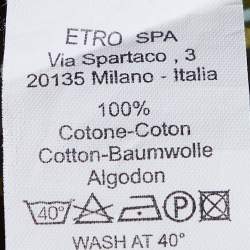 ETRO SPA
Via Spartaco , 3
20135 Milano - Italia
100%
Cotone-Coton
Cotton-Baumwolle
Algodon
40° P
WASH AT 40°